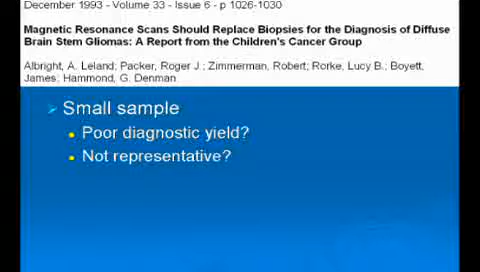 December 1993 - Volume 33 - Issue 6 - p 1026-1030
Magnetic Resonance Scans Should Replace Biopsies for the Diagnosis of Diffuse
Brain Stem Gliomas: A Report from the Children's Cancer Group
Albright, A. Leland; Packer, Roger J.; Zimmerman, Robert; Rorke, Lucy B.; Boyett,
James; Hammond, G. Denman
Small sample
Poor diagnostic yield?
Not representative?